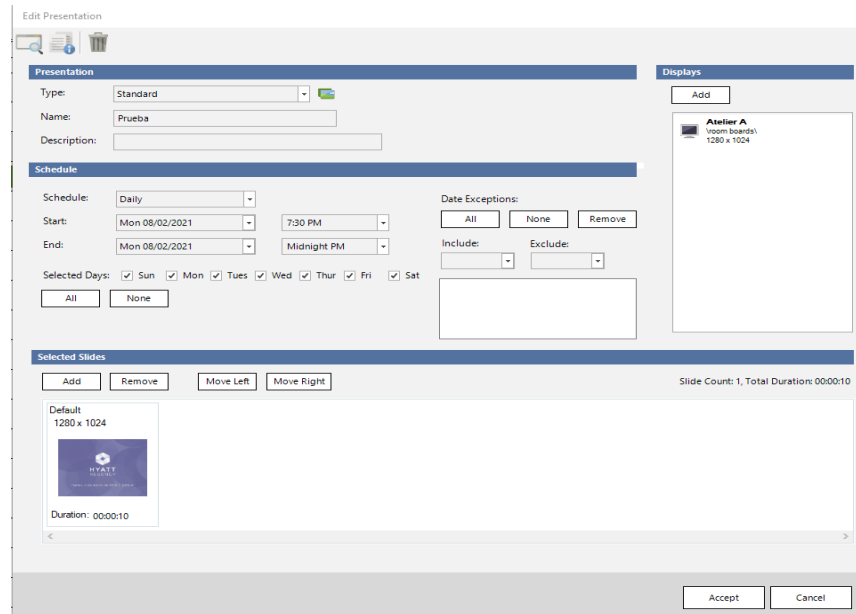 Edit Presentation
Presentation
Type: Standard
Name: Prueba
Description:
Displays
Add
Atelier A
\room boards\
1280 x 1024
Schedule
Schedule: Daily
Start: Mon 08/02/2021 7:30 PM
End: Mon 08/02/2021 Midnight PM
Selected Days: Sun Mon Tues Wed Thur Fri Sat
All None
Date Exceptions:
All None Remove
Include: Exclude:
Selected Slides
Add Remove Move Left Move Right Slide Count: 1, Total Duration: 00:00:10
Default
1280 x 1024
HYATT
REGENCY
Duration: 00:00:10
Accept Cancel